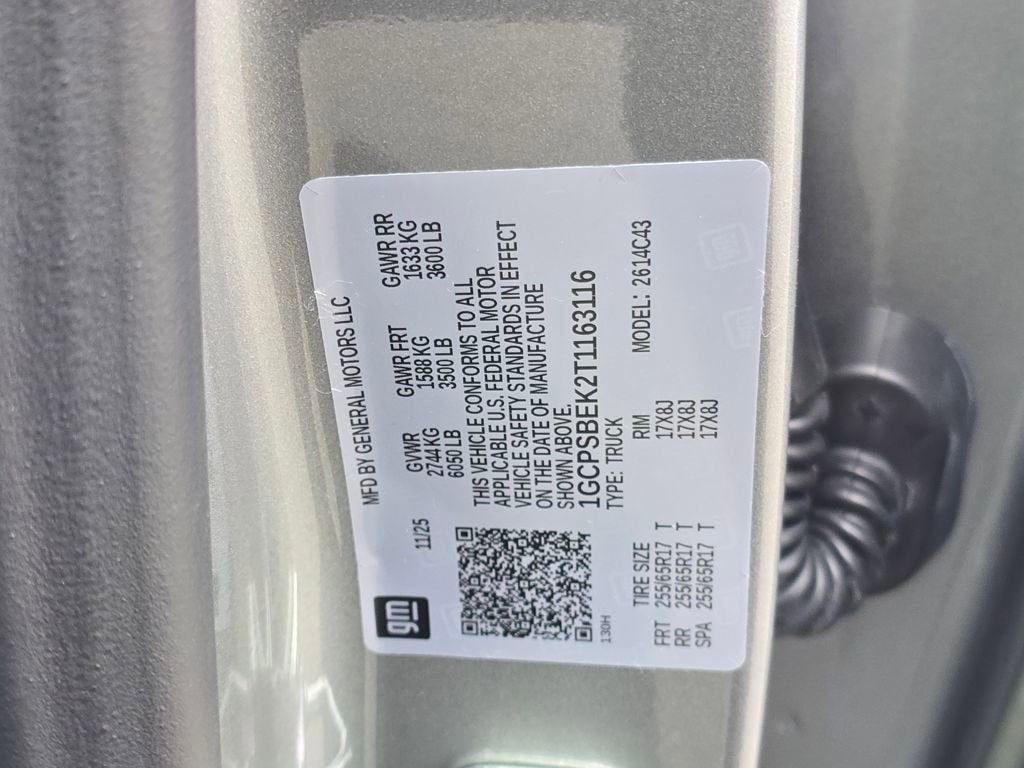 gm
MFD BY GENERAL MOTORS LLC
11/25 GVWR GAWR FRT GAWR RR
2744 KG 1588 KG 1633 KG
6050 LB 3500 LB 3600 LB
THIS VEHICLE CONFORMS TO ALL
APPLICABLE U.S. FEDERAL MOTOR
VEHICLE SAFETY STANDARDS IN EFFECT
ON THE DATE OF MANUFACTURE
SHOWN ABOVE.
1GCPSBEK2T1163116
TYPE: TRUCK
130H
TIRE SIZE RIM MODEL: 2614C43
FRT 255/65R17 T 17X8J
RR 255/65R17 T 17X8J
SPA 255/65R17 T 17X8J